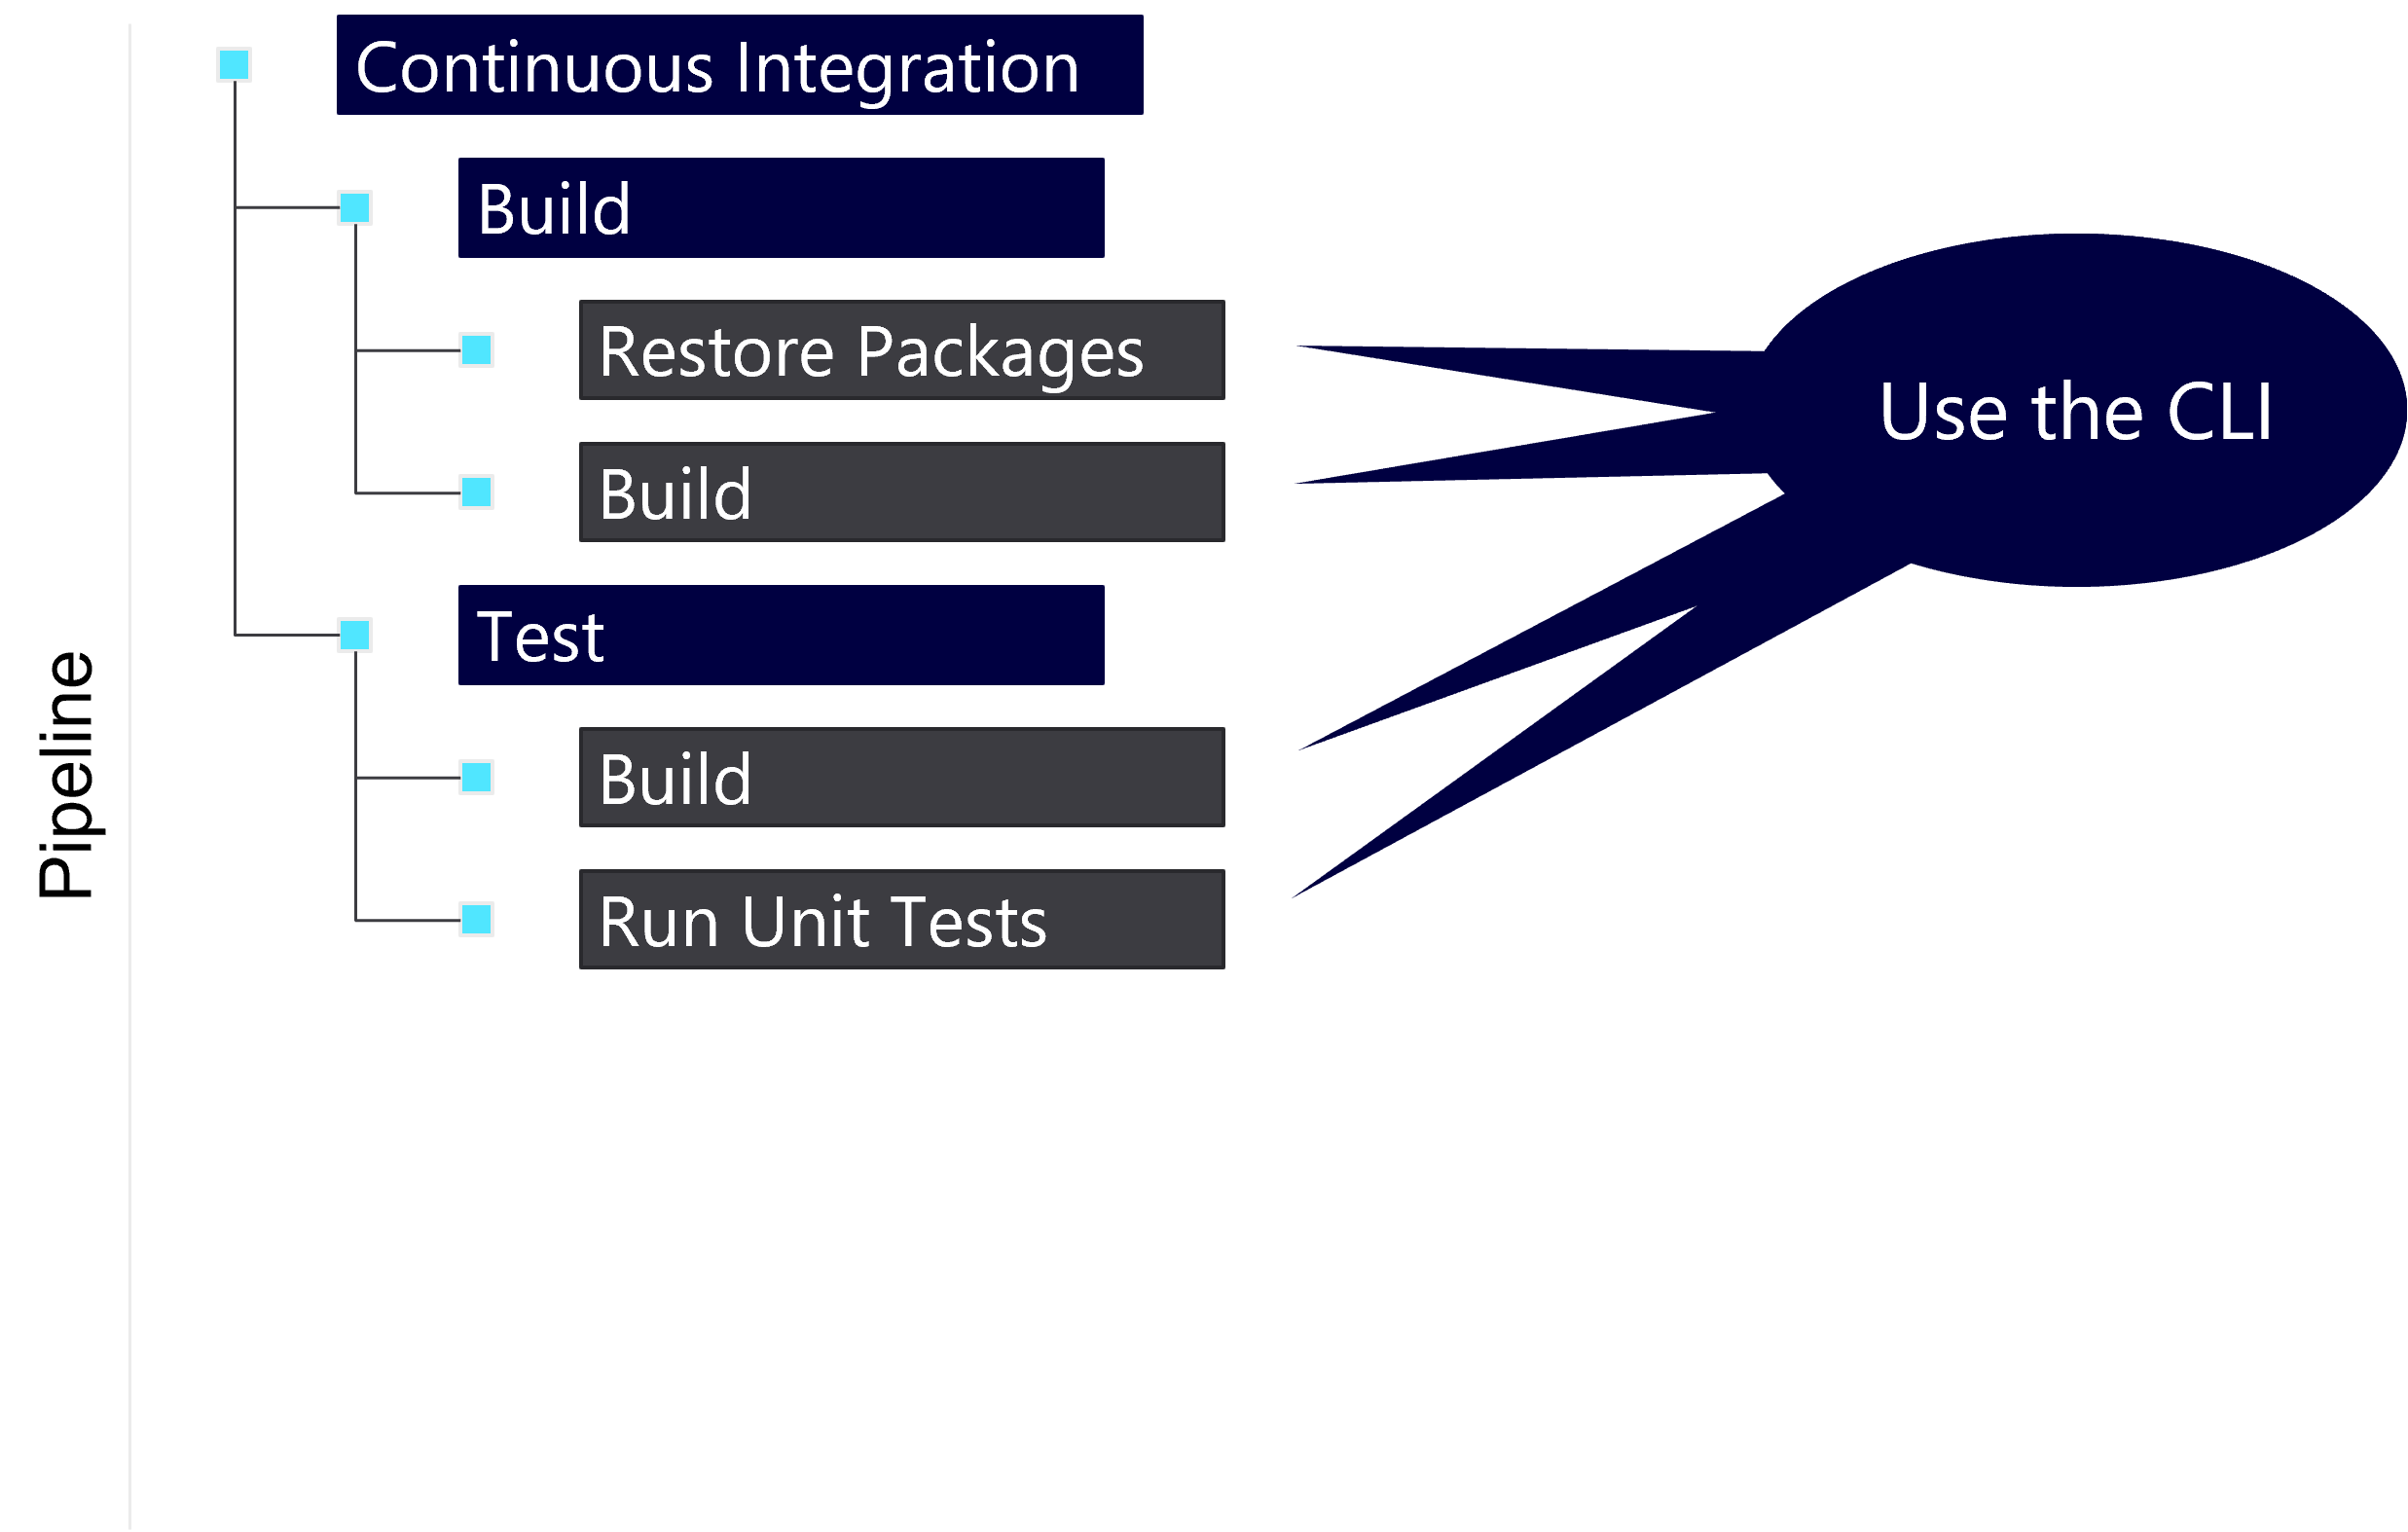 Pipeline
Continuous Integration
Build
Restore Packages
Build
Test
Build
Run Unit Tests
Use the CLI